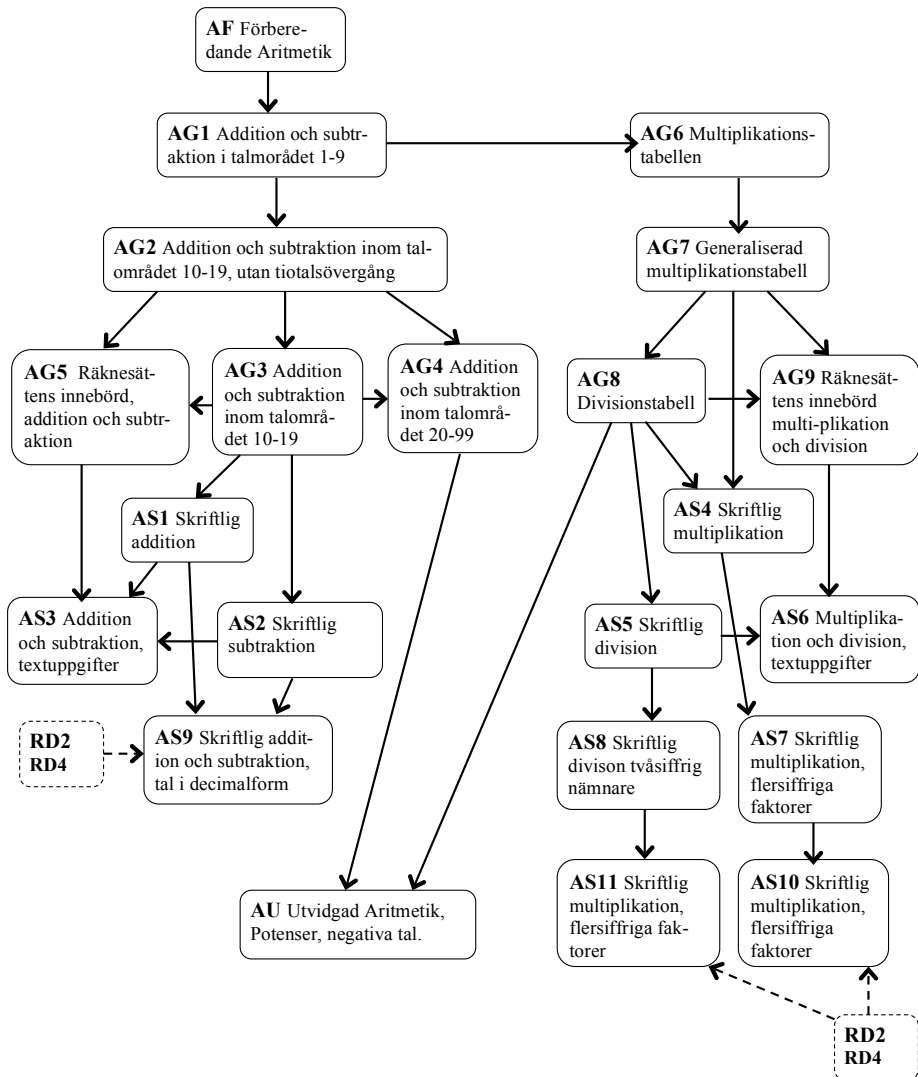 AF Förbere-
dande Aritmetik
AG1 Addition och subtr-
aktion i talmorådet 1-9
AG6 Multiplikations-
tabellen
AG2 Addition och subtraktion inom tal-
området 10-19, utan tiotalsövergång
AG7 Generaliserad
multiplikationstabell
AG5 Räknesät-
tens innebörd,
addition och subtr-
aktion
AG3 Addition
och subtraktion
inom talområ-
det 10-19
AG4 Addition
och subtraktion
inom talområ-
det 20-99
AG8
Divisionstabell
AG9 Räknesät-
tens innebörd
multi-plikation
och division
AS1 Skriftlig
addition
AS4 Skriftlig
multiplikation
AS3 Addition
och subtraktion,
textuppgifter
AS2 Skriftlig
subtraktion
AS5 Skriftlig
division
AS6 Multiplika-
tion och division,
textuppgifter
RD2
RD4
AS9 Skriftlig addit-
ion och subtraktion,
tal i decimalform
AS8 Skriftlig
divison tvåsiffrig
nämnare
AS7 Skriftlig
multiplikation,
flersiffriga
faktorer
AU Utvidgad Aritmetik,
Potenser, negativa tal.
AS11 Skriftlig
multiplikation,
flersiffriga fak-
torer
AS10 Skriftlig
multiplikation,
flersiffriga
faktorer
RD2
RD4